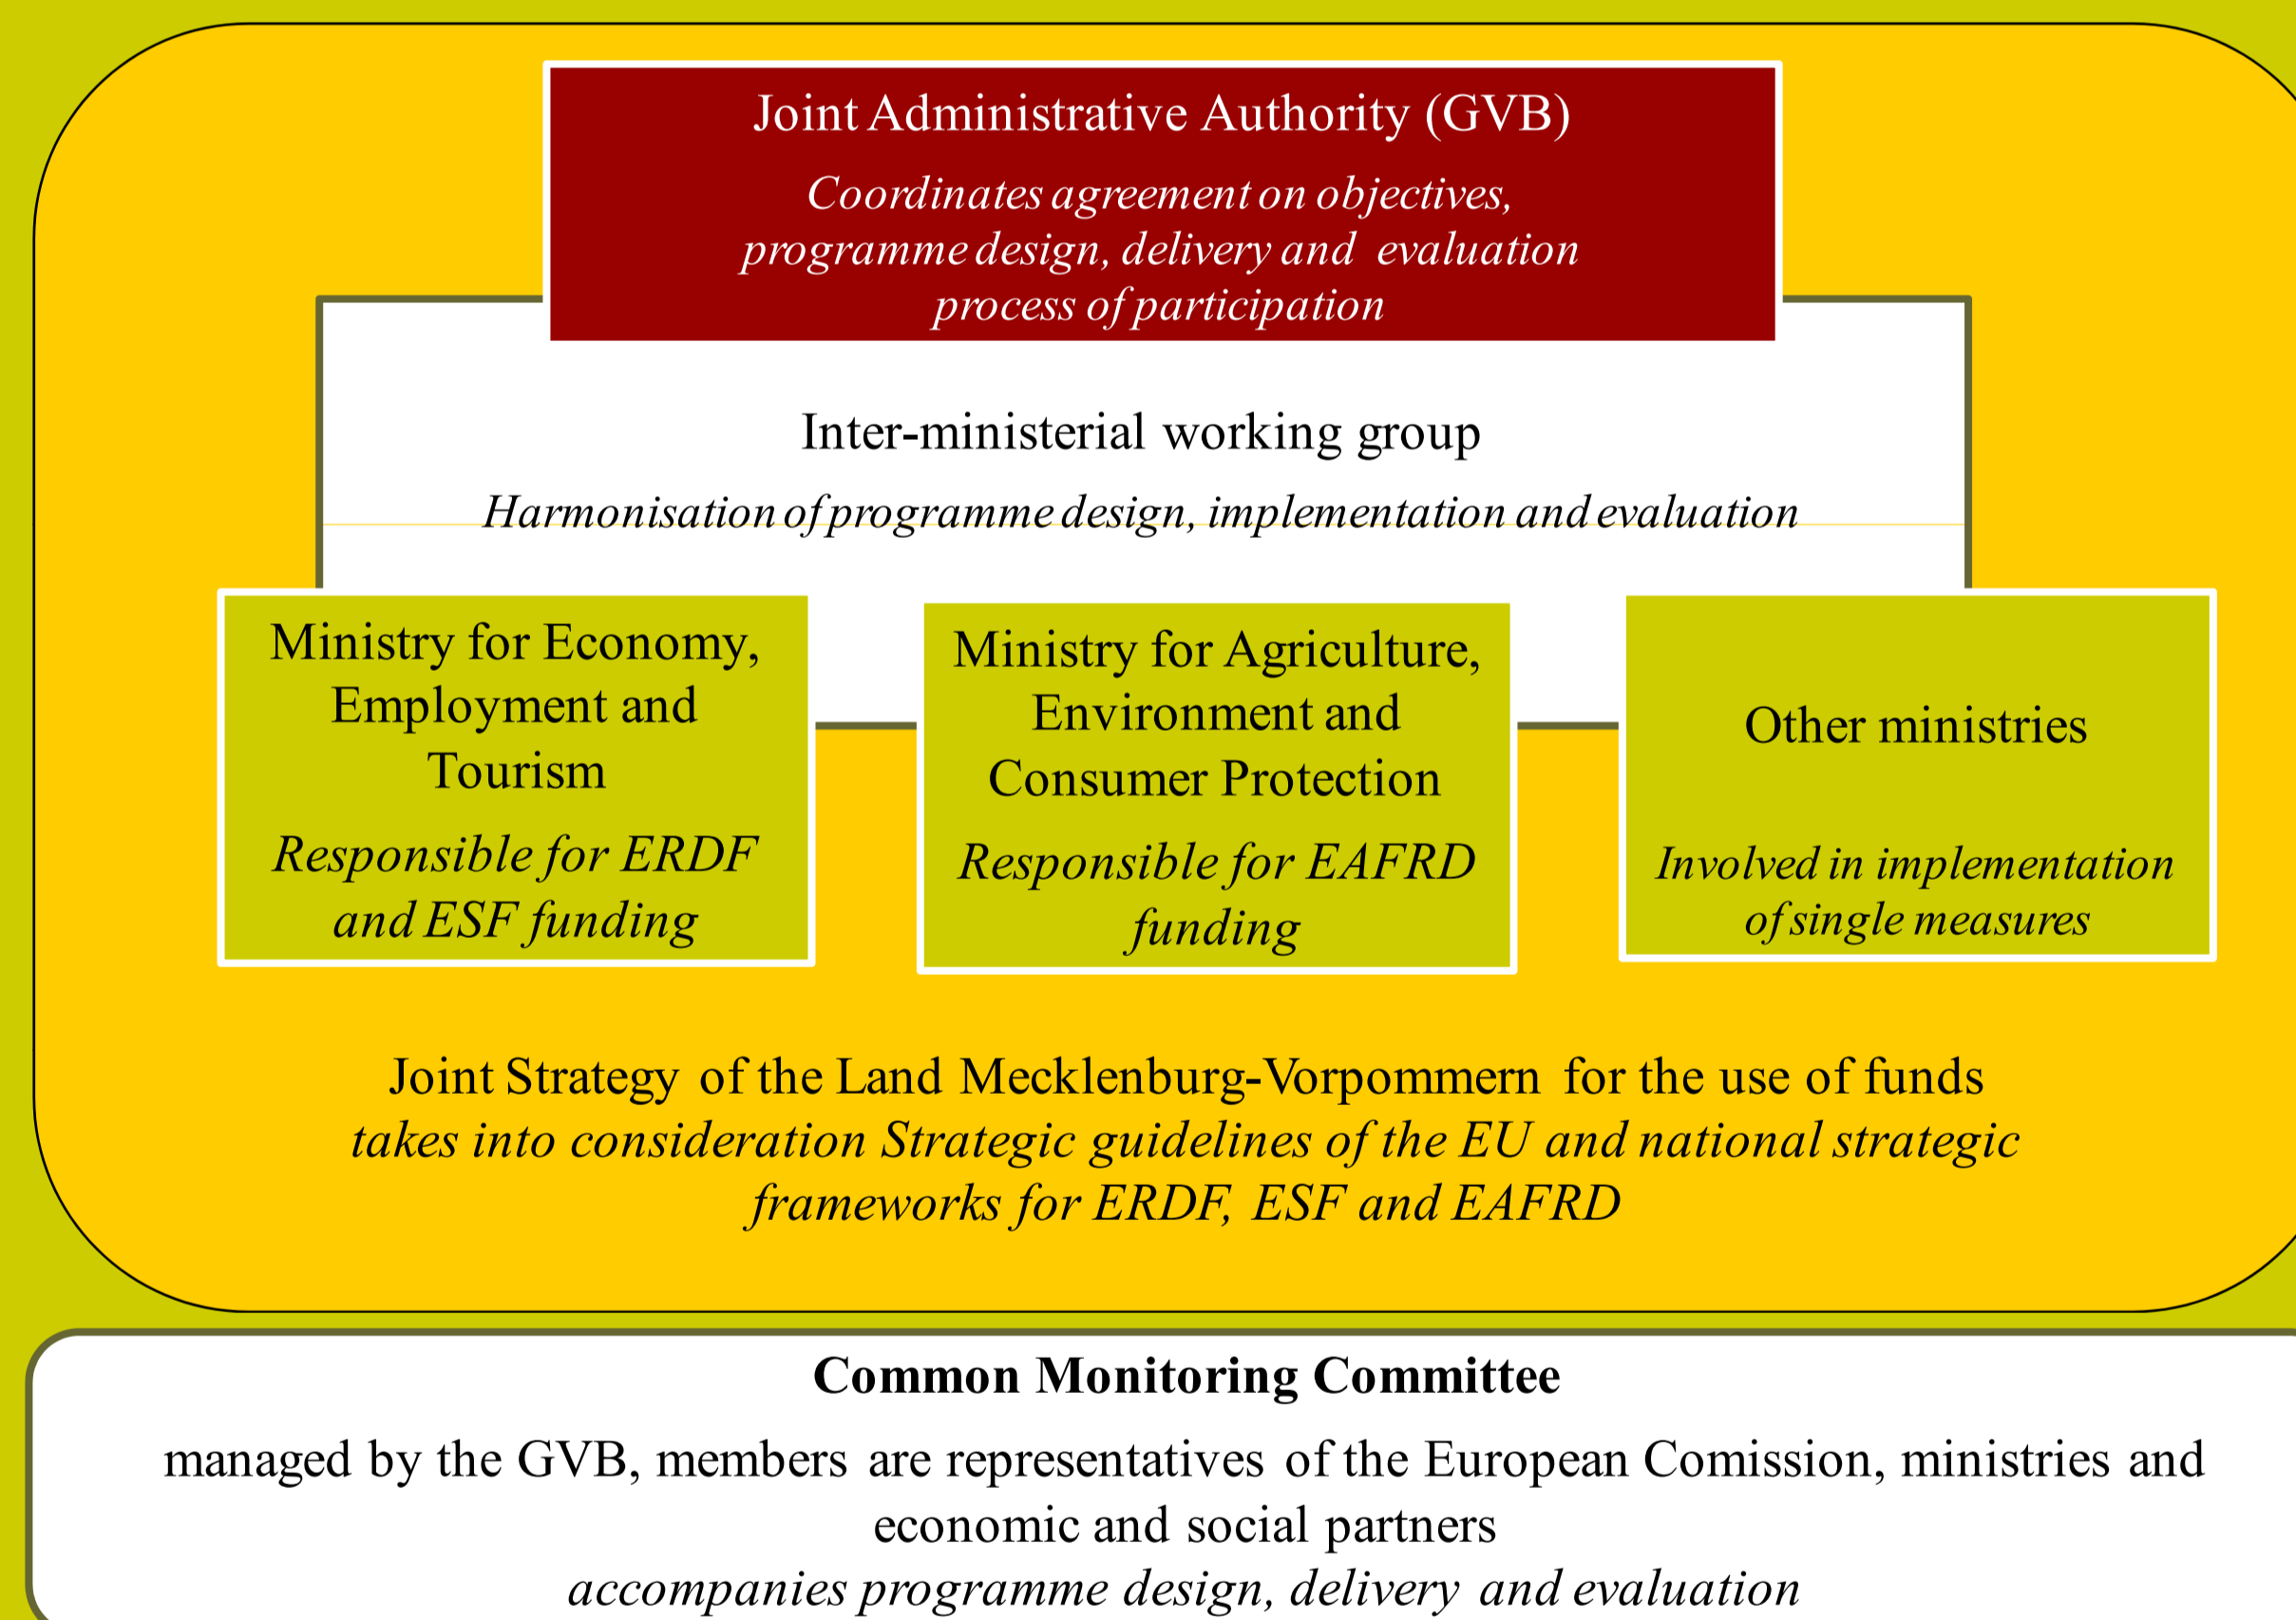 Joint Administrative Authority (GVB)
Coordinates agreement on objectives,
programme design, delivery and evaluation
process of participation
Inter-ministerial working group
Harmonisation of programme design, implementation and evaluation
Ministry for Economy,
Employment and
Tourism
Responsible for ERDF
and ESF funding
Ministry for Agriculture,
Environment and
Consumer Protection
Responsible for EAFRD
funding
Other ministries
Involved in implementation
of single measures
Joint Strategy of the Land Mecklenburg-Vorpommern for the use of funds
takes into consideration Strategic guidelines of the EU and national strategic
frameworks for ERDF, ESF and EAFRD
Common Monitoring Committee
managed by the GVB, members are representatives of the European Comission, ministries and
economic and social partners
accompanies programme design, delivery and evaluation